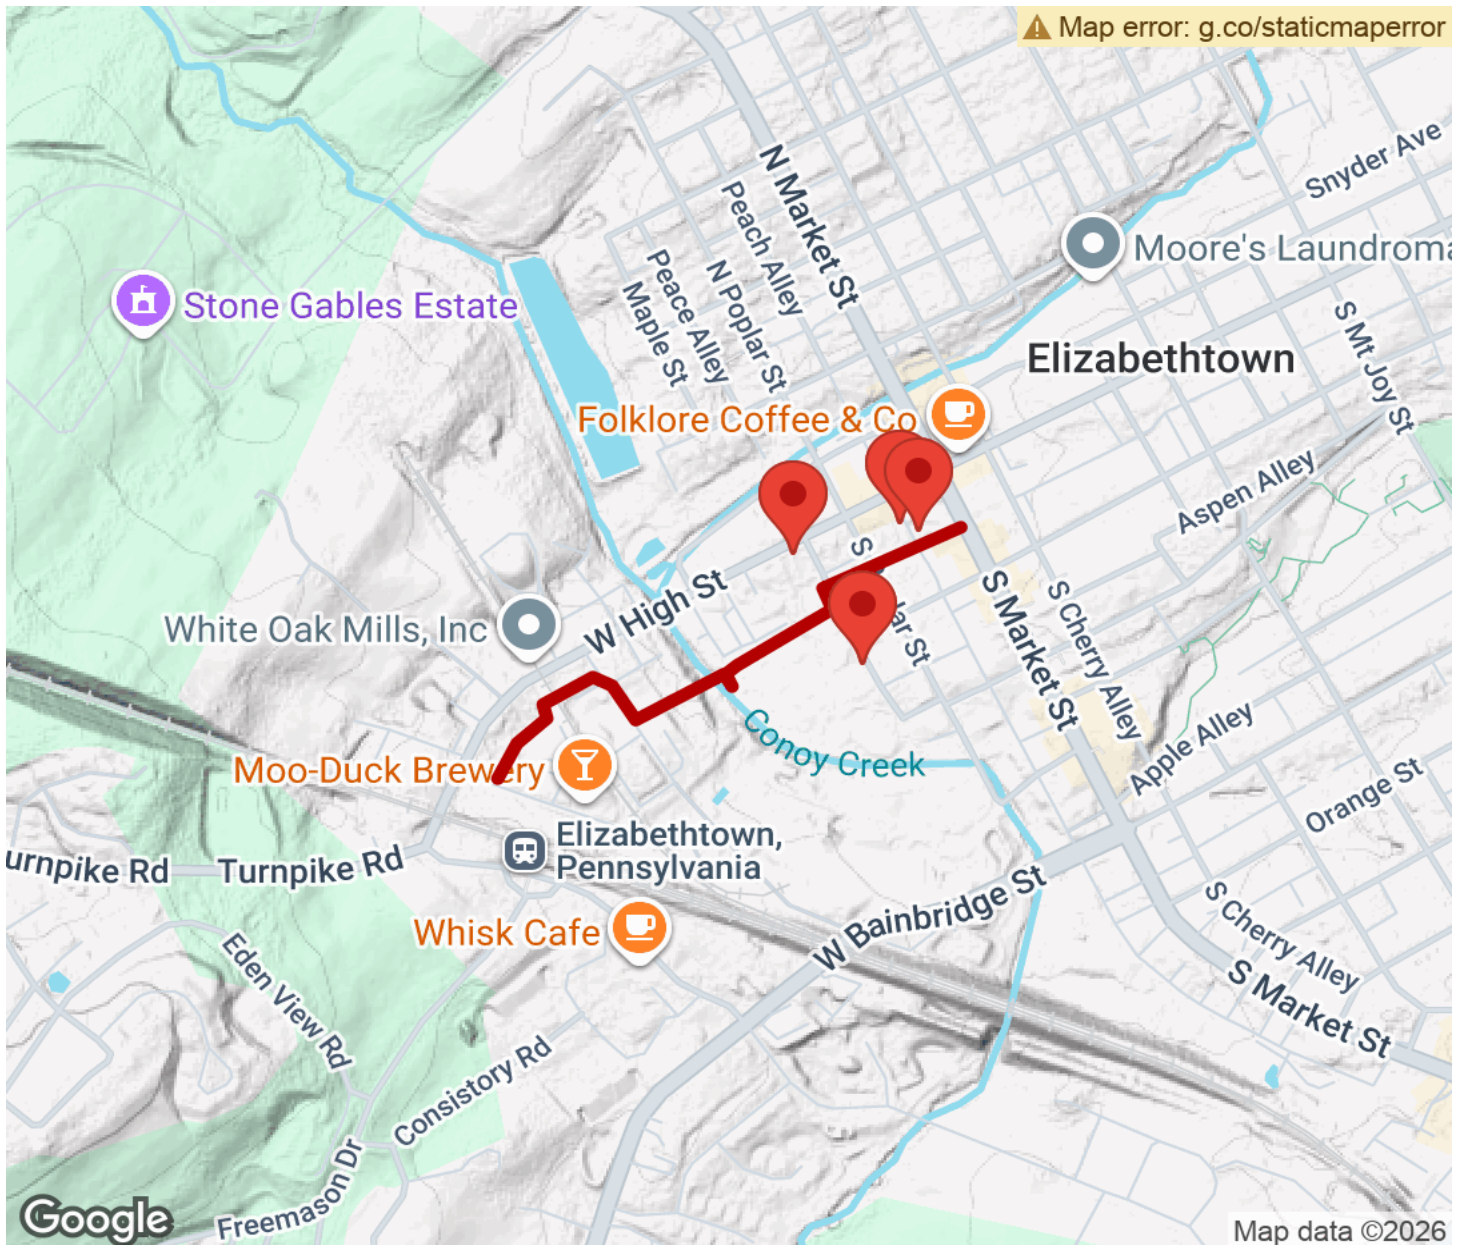 Map error: g.co/staticmaperror
Snyder Ave
N Market St
Peach Alley
N Poplar St
Peace Alley
Maple St
Moore's Laundroma
Stone Gables Estate
S Mt Joy St
Elizabethtown
Folklore Coffee & Co
Aspen Alley
S
lar St
W High St
White Oak Mills, Inc
S Market St
S Cherry Alley
Conoy Creek
Moo-Duck Brewery
Apple Alley
Orange St
Elizabethtown,
Pennsylvania
urnpike Rd
Turnpike Rd
Whisk Cafe
W Bainbridge St
S Cherry Alley
S Market St
Eden View Rd
Consistory Rd
Freemason Dr
Google
Map data ©2026